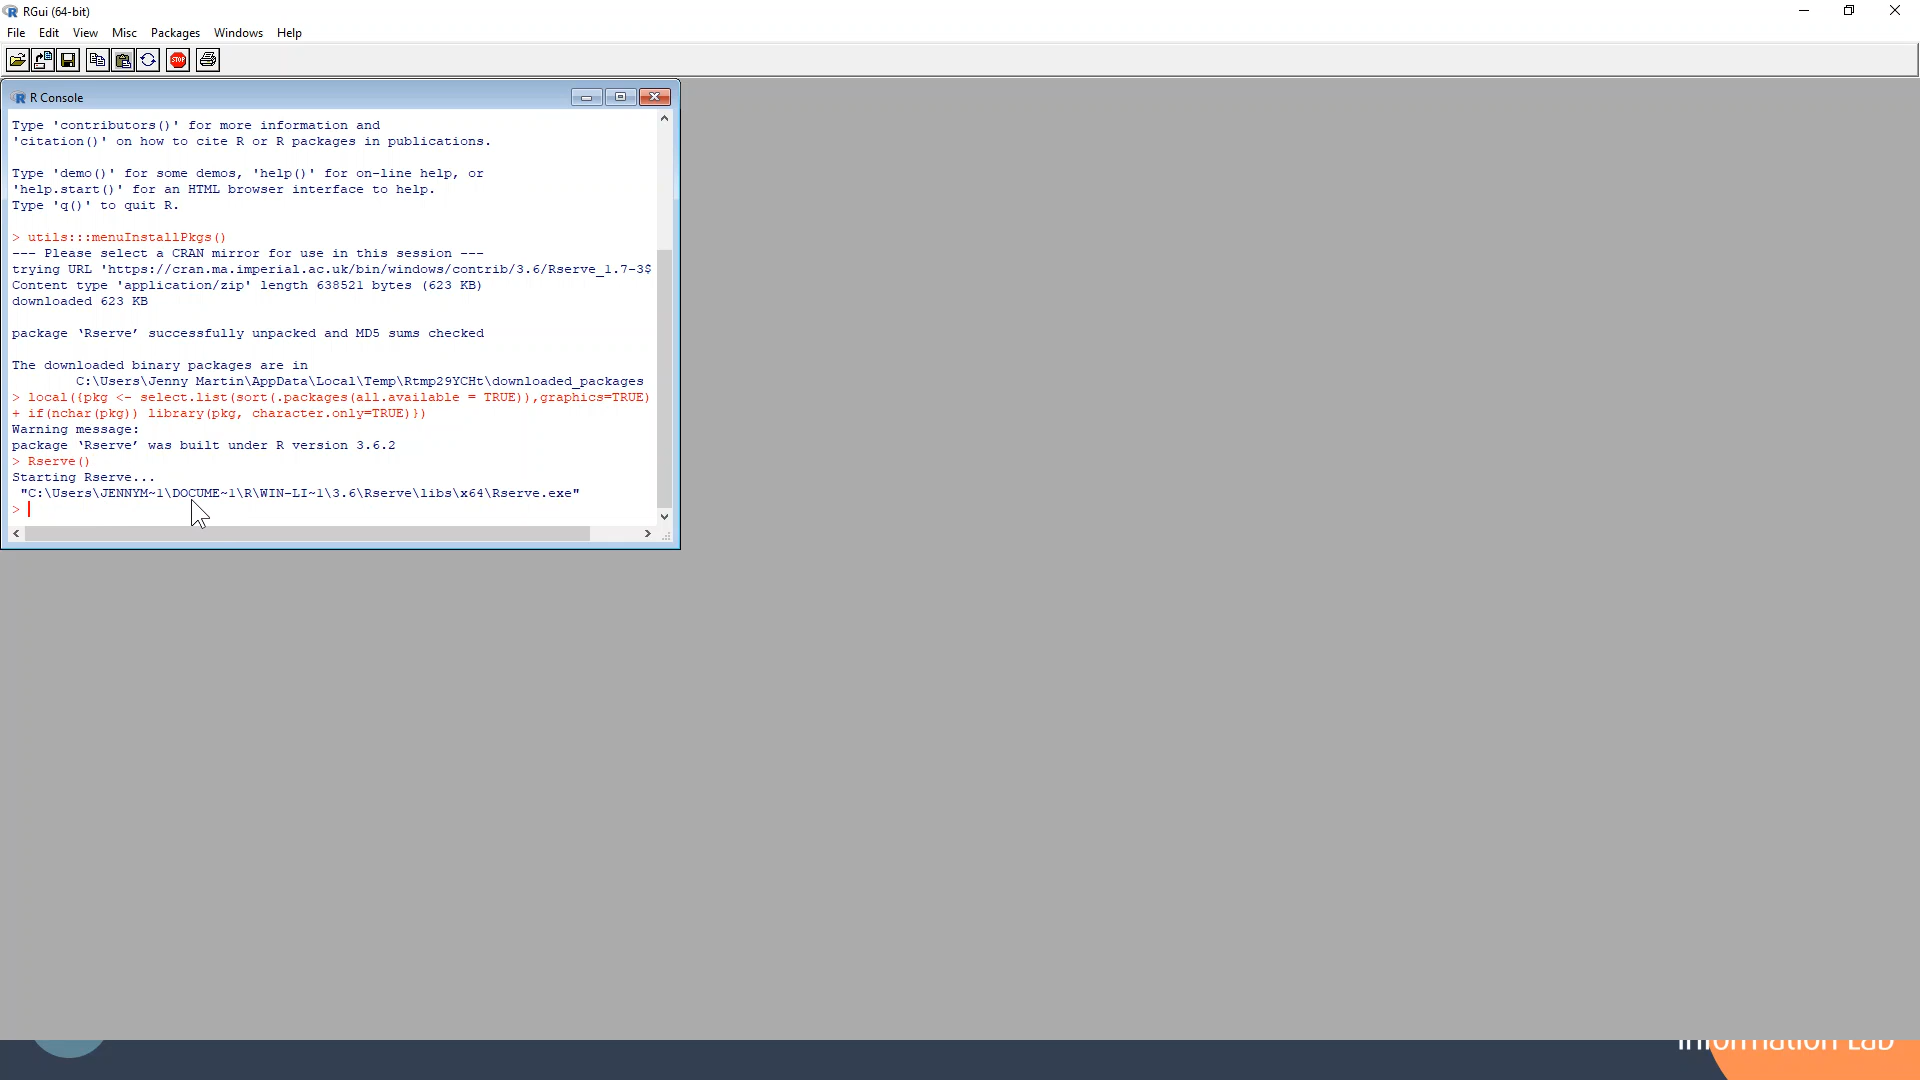 RGui (64-bit)
File Edit View Misc Packages Windows Help
STOP
R Console
Type 'contributors()' for more information and
'citation()' on how to cite R or R packages in publications.
Type 'demo()' for some demos, 'help()' for on-line help, or
'help.start()' for an HTML browser interface to help.
Type 'q()' to quit R.
> utils:::menuInstallPkgs()
--- Please select a CRAN mirror for use in this session ---
trying URL 'https://cran.ma.imperial.ac.uk/bin/windows/contrib/3.6/Rserve_1.7-3$
Content type 'application/zip' length 638521 bytes (623 KB)
downloaded 623 KB
package ‘Rserve’ successfully unpacked and MD5 sums checked
The downloaded binary packages are in
C:\Users\Jenny Martin\AppData\Local\Temp\Rtmp29YCHt\downloaded_packages
> local({pkg <- select.list(sort(.packages(all.available = TRUE)),graphics=TRUE)
+ if(nchar(pkg)) library(pkg, character.only=TRUE)})
Warning message:
package ‘Rserve’ was built under R version 3.6.2
> Rserve()
Starting Rserve...
"C:\Users\JENNYM~1\DOCUME~1\R\WIN-LI~1\3.6\Rserve\libs\x64\Rserve.exe"
>
Information Lab